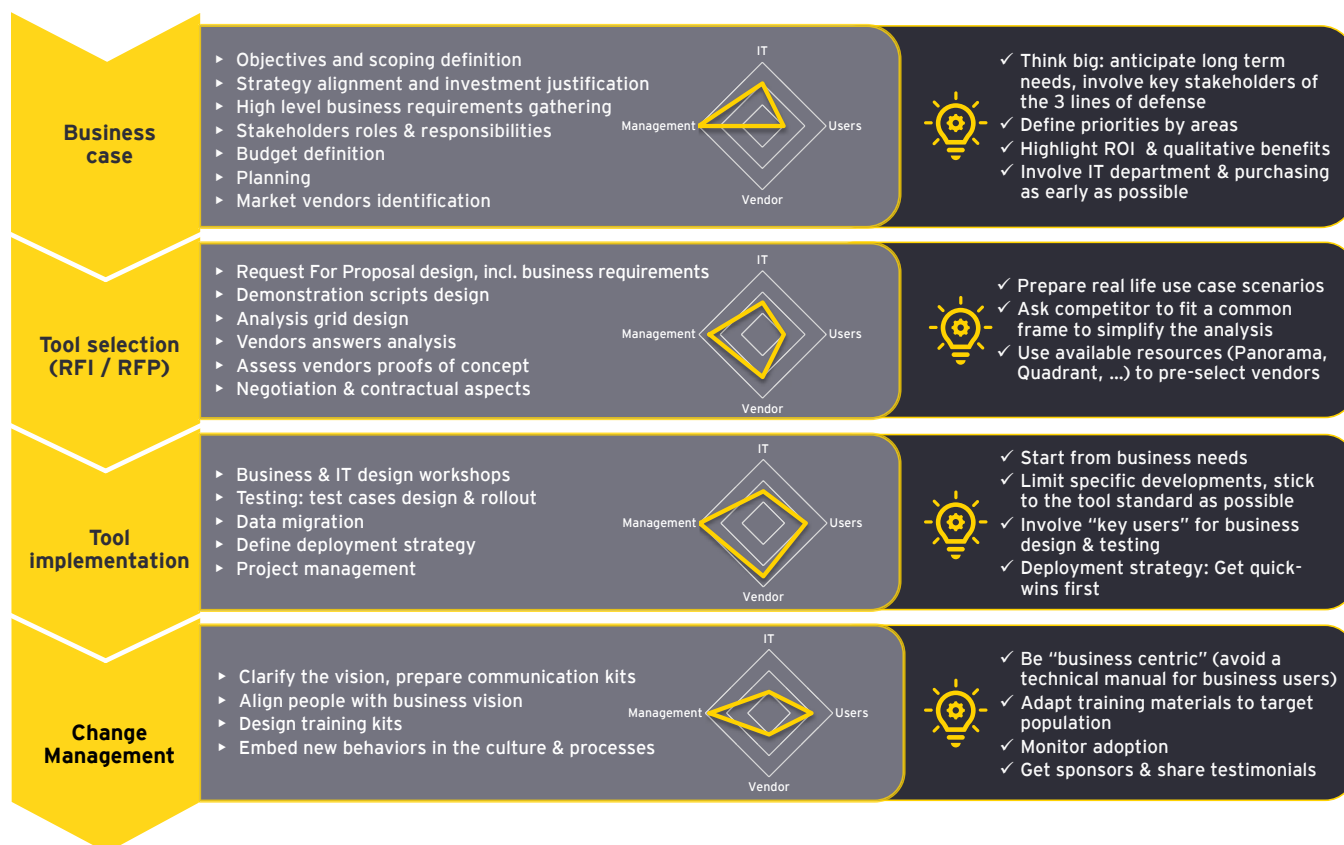 Business
case
▸ Objectives and scoping definition
▸ Strategy alignment and investment justification
▸ High level business requirements gathering
▸ Stakeholders roles & responsibilities
▸ Budget definition
▸ Planning
▸ Market vendors identification
IT
Management
Users
Vendor
✓ Think big: anticipate long term
needs, involve key stakeholders of
the 3 lines of defense
✓ Define priorities by areas
✓ Highlight ROI & qualitative benefits
✓ Involve IT department & purchasing
as early as possible
Tool selection
(RFI / RFP)
▸ Request For Proposal design, incl. business requirements
▸ Demonstration scripts design
▸ Analysis grid design
▸ Vendors answers analysis
▸ Assess vendors proofs of concept
▸ Negotiation & contractual aspects
IT
Management
Users
Vendor
✓ Prepare real life use case scenarios
✓ Ask competitor to fit a common
frame to simplify the analysis
✓ Use available resources (Panorama,
Quadrant, ...) to pre-select vendors
Tool
implementation
▸ Business & IT design workshops
▸ Testing: test cases design & rollout
▸ Data migration
▸ Define deployment strategy
▸ Project management
IT
Management
Users
Vendor
✓ Start from business needs
✓ Limit specific developments, stick
to the tool standard as possible
✓ Involve “key users” for business
design & testing
✓ Deployment strategy: Get quick-
wins first
Change
Management
▸ Clarify the vision, prepare communication kits
▸ Align people with business vision
▸ Design training kits
▸ Embed new behaviors in the culture & processes
IT
Management
Users
Vendor
✓ Be “business centric” (avoid a
technical manual for business users)
✓ Adapt training materials to target
population
✓ Monitor adoption
✓ Get sponsors & share testimonials